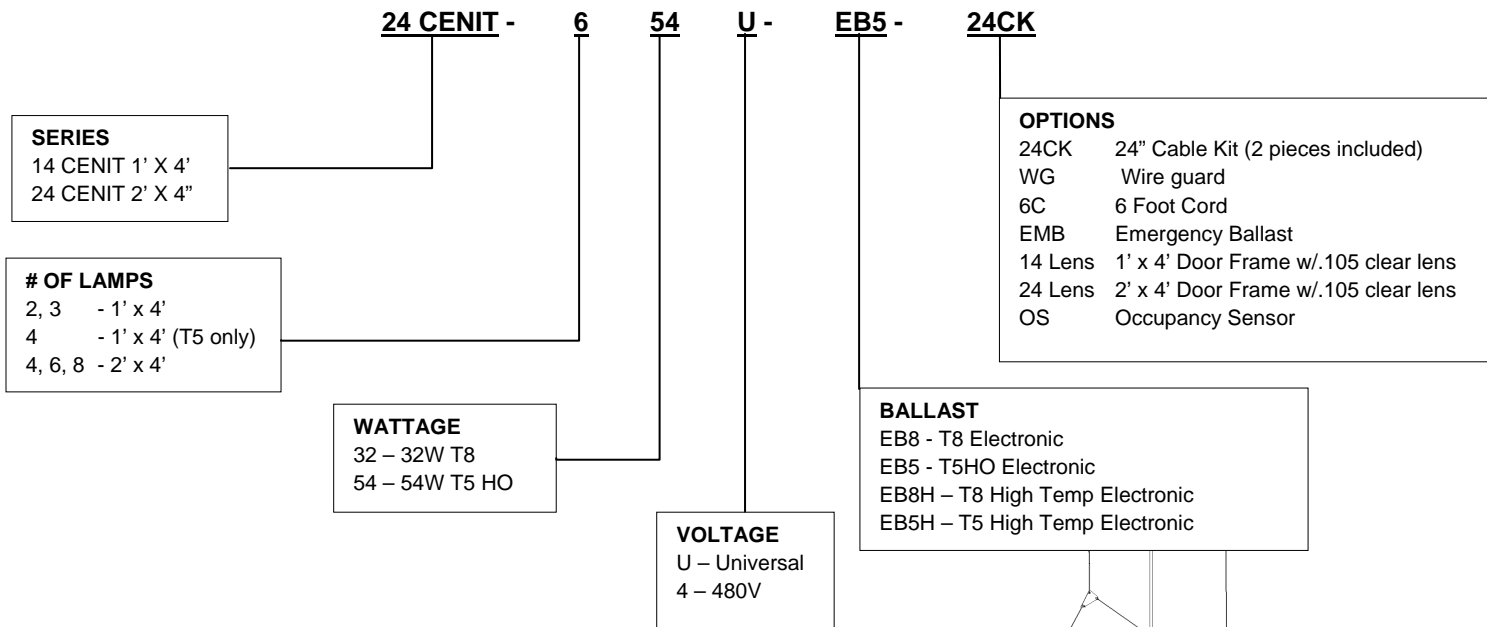 24 CENIT - 6 54 U - EB5 - 24CK
SERIES
14 CENIT 1’ X 4’
24 CENIT 2’ X 4”
# OF LAMPS
2, 3 - 1’ x 4’
4 - 1’ x 4’ (T5 only)
4, 6, 8 - 2’ x 4’
WATTAGE
32 – 32W T8
54 – 54W T5 HO
VOLTAGE
U – Universal
4 – 480V
BALLAST
EB8 - T8 Electronic
EB5 - T5HO Electronic
EB8H – T8 High Temp Electronic
EB5H – T5 High Temp Electronic
OPTIONS
24CK 24” Cable Kit (2 pieces included)
WG Wire guard
6C 6 Foot Cord
EMB Emergency Ballast
14 Lens 1’ x 4’ Door Frame w/.105 clear lens
24 Lens 2’ x 4’ Door Frame w/.105 clear lens
OS Occupancy Sensor